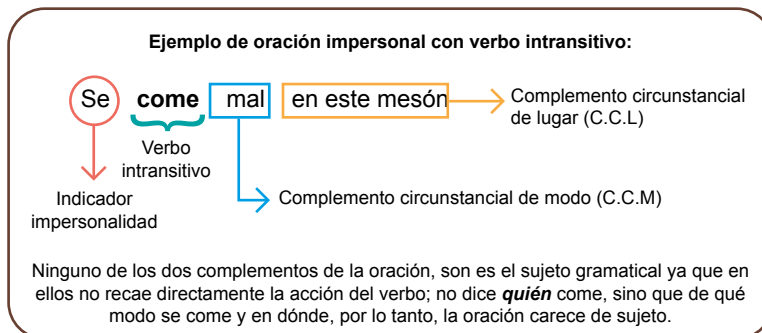 Ejemplo de oración impersonal con verbo intransitivo:
Se come mal en este mesón
Complemento circunstancial
de lugar (C.C.L)
Verbo
intransitivo
Indicador
impersonalidad
Complemento circunstancial de modo (C.C.M)
Ninguno de los dos complementos de la oración, son es el sujeto gramatical ya que en
ellos no recae directamente la acción del verbo; no dice quién come, sino que de qué
modo se come y en dónde, por lo tanto, la oración carece de sujeto.